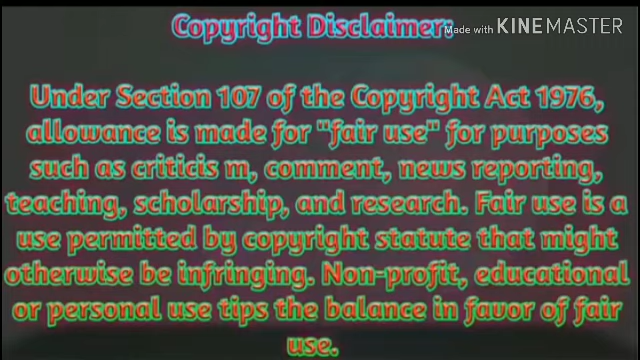 Copyright Disclaimer:
Made with KINEMASTER
Under Section 107 of the Copyright Act 1976,
allowance is made for "fair use" for purposes
such as criticis m, comment, news reporting,
teaching, scholarship, and research. Fair use is a
use permitted by copyright statute that might
otherwise be infringing. Non-profit, educational
or personal use tips the balance in favor of fair
use.